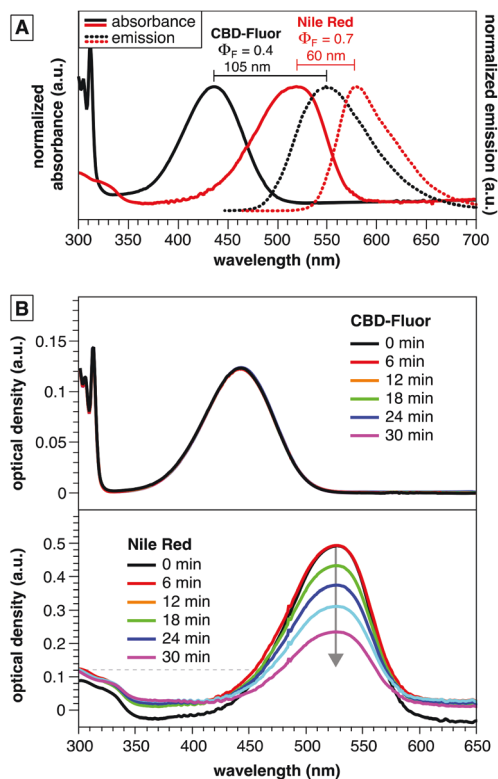 A
absorbance
emission
CBD-Fluor
ΦF = 0.4
105 nm
Nile Red
ΦF = 0.7
60 nm
normalized
absorbance (a.u.)
normalized emission (a.u.)
300 350 400 450 500 550 600 650 700
wavelength (nm)
B
CBD-Fluor
0 min
6 min
12 min
18 min
24 min
30 min
optical density (a.u.)
0.15
0.1
0.05
0
Nile Red
0 min
6 min
12 min
18 min
24 min
30 min
optical density (a.u.)
0.5
0.4
0.3
0.2
0.1
0
300 350 400 450 500 550 600 650
wavelength (nm)